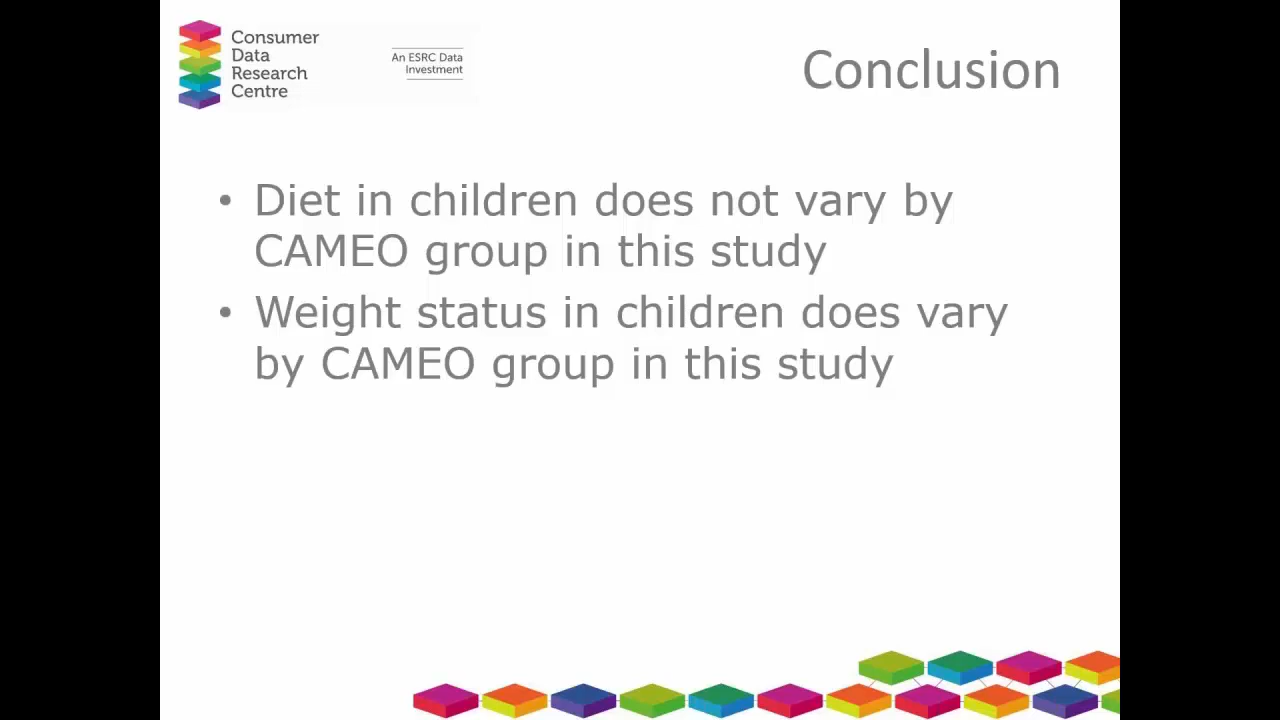 Consumer
Data
Research
Centre
An ESRC Data
Investment
Conclusion
• Diet in children does not vary by
CAMEO group in this study
• Weight status in children does vary
by CAMEO group in this study